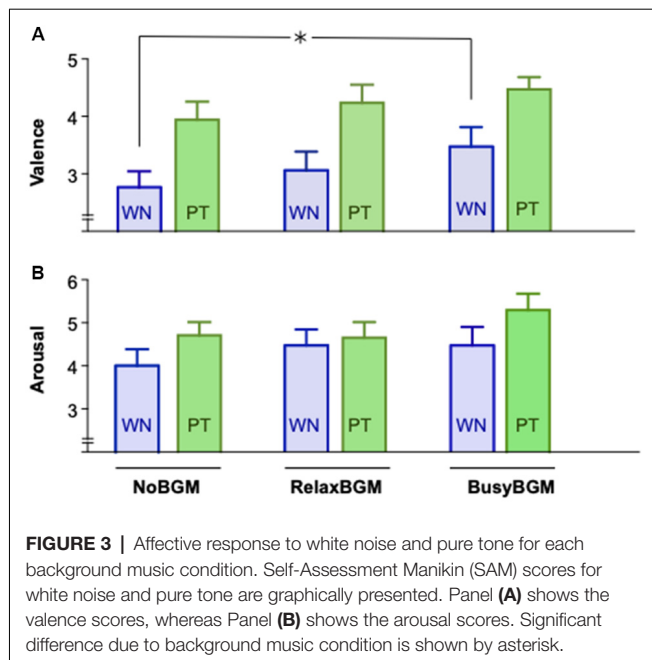 A
*
5
4
3
Valence
WN PT WN PT WN PT
B
6
5
4
3
Arousal
WN PT WN PT WN PT
NoBGM RelaxBGM BusyBGM
FIGURE 3 | Affective response to white noise and pure tone for each
background music condition. Self-Assessment Manikin (SAM) scores for
white noise and pure tone are graphically presented. Panel (A) shows the
valence scores, whereas Panel (B) shows the arousal scores. Significant
difference due to background music condition is shown by asterisk.